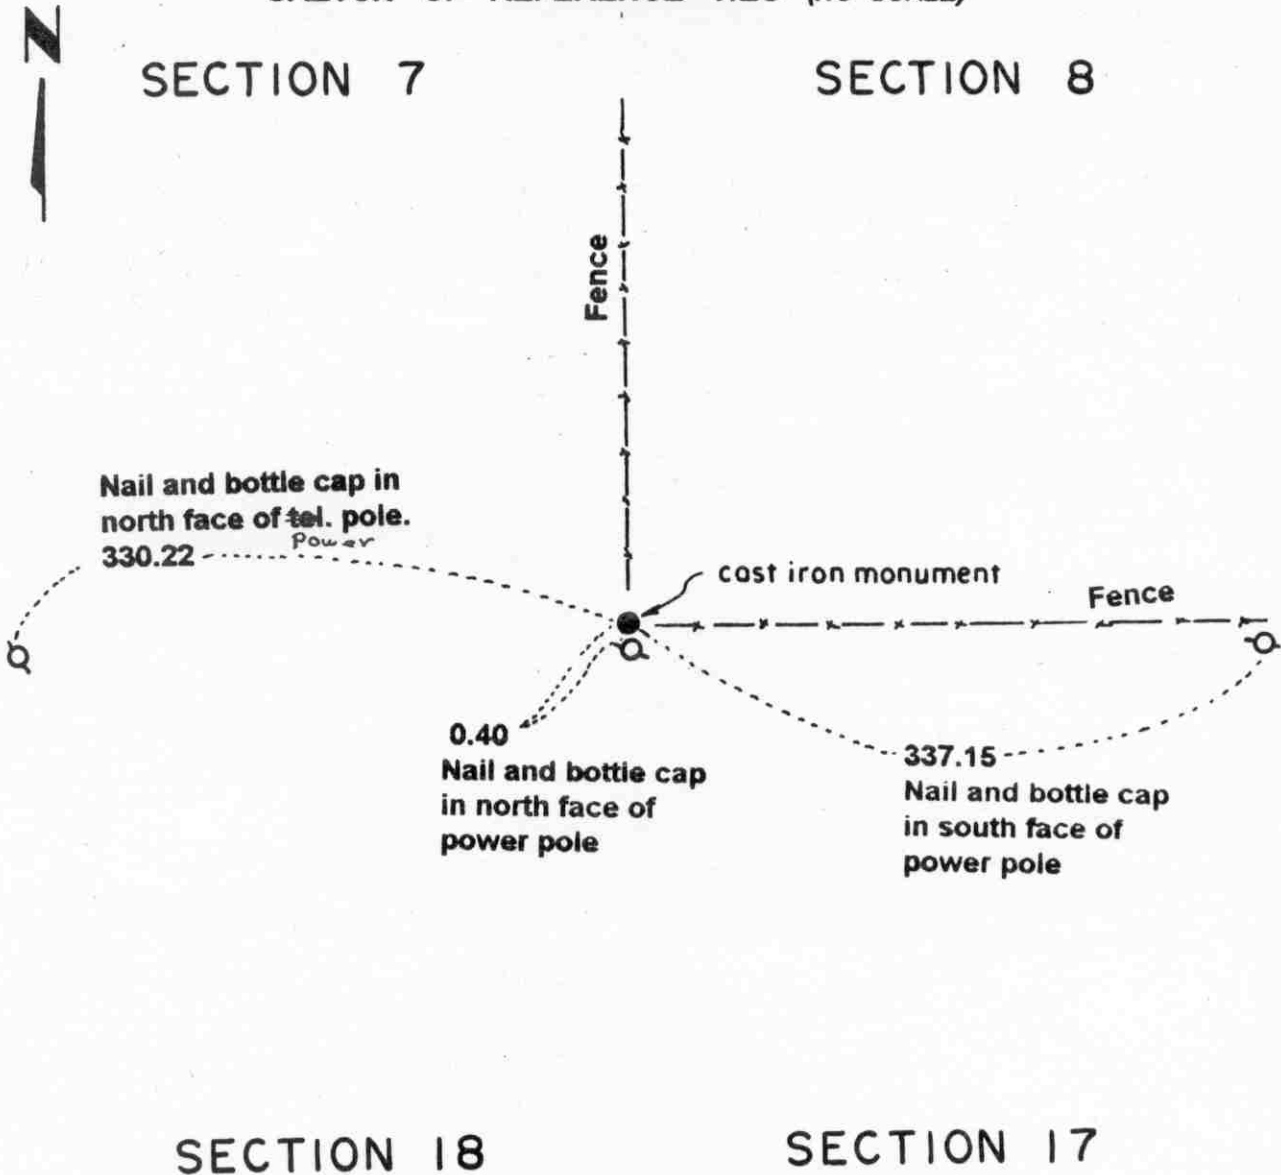 N
SECTION 7
SECTION 8
Fence
Nail and bottle cap in
north face of tel. pole.
Power
330.22
cast iron monument
Fence
0.40
Nail and bottle cap
in north face of
power pole
337.15
Nail and bottle cap
in south face of
power pole
SECTION 18
SECTION 17